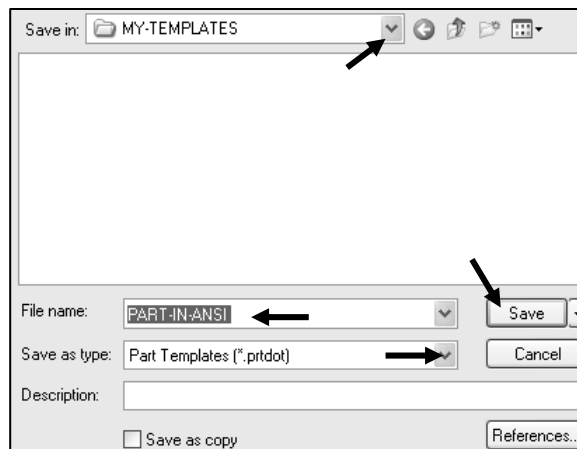 Save in: MY-TEMPLATES
File name: PART-IN-ANSI Save
Save as type: Part Templates (*.prtdot) Cancel
Description:
Save as copy References...